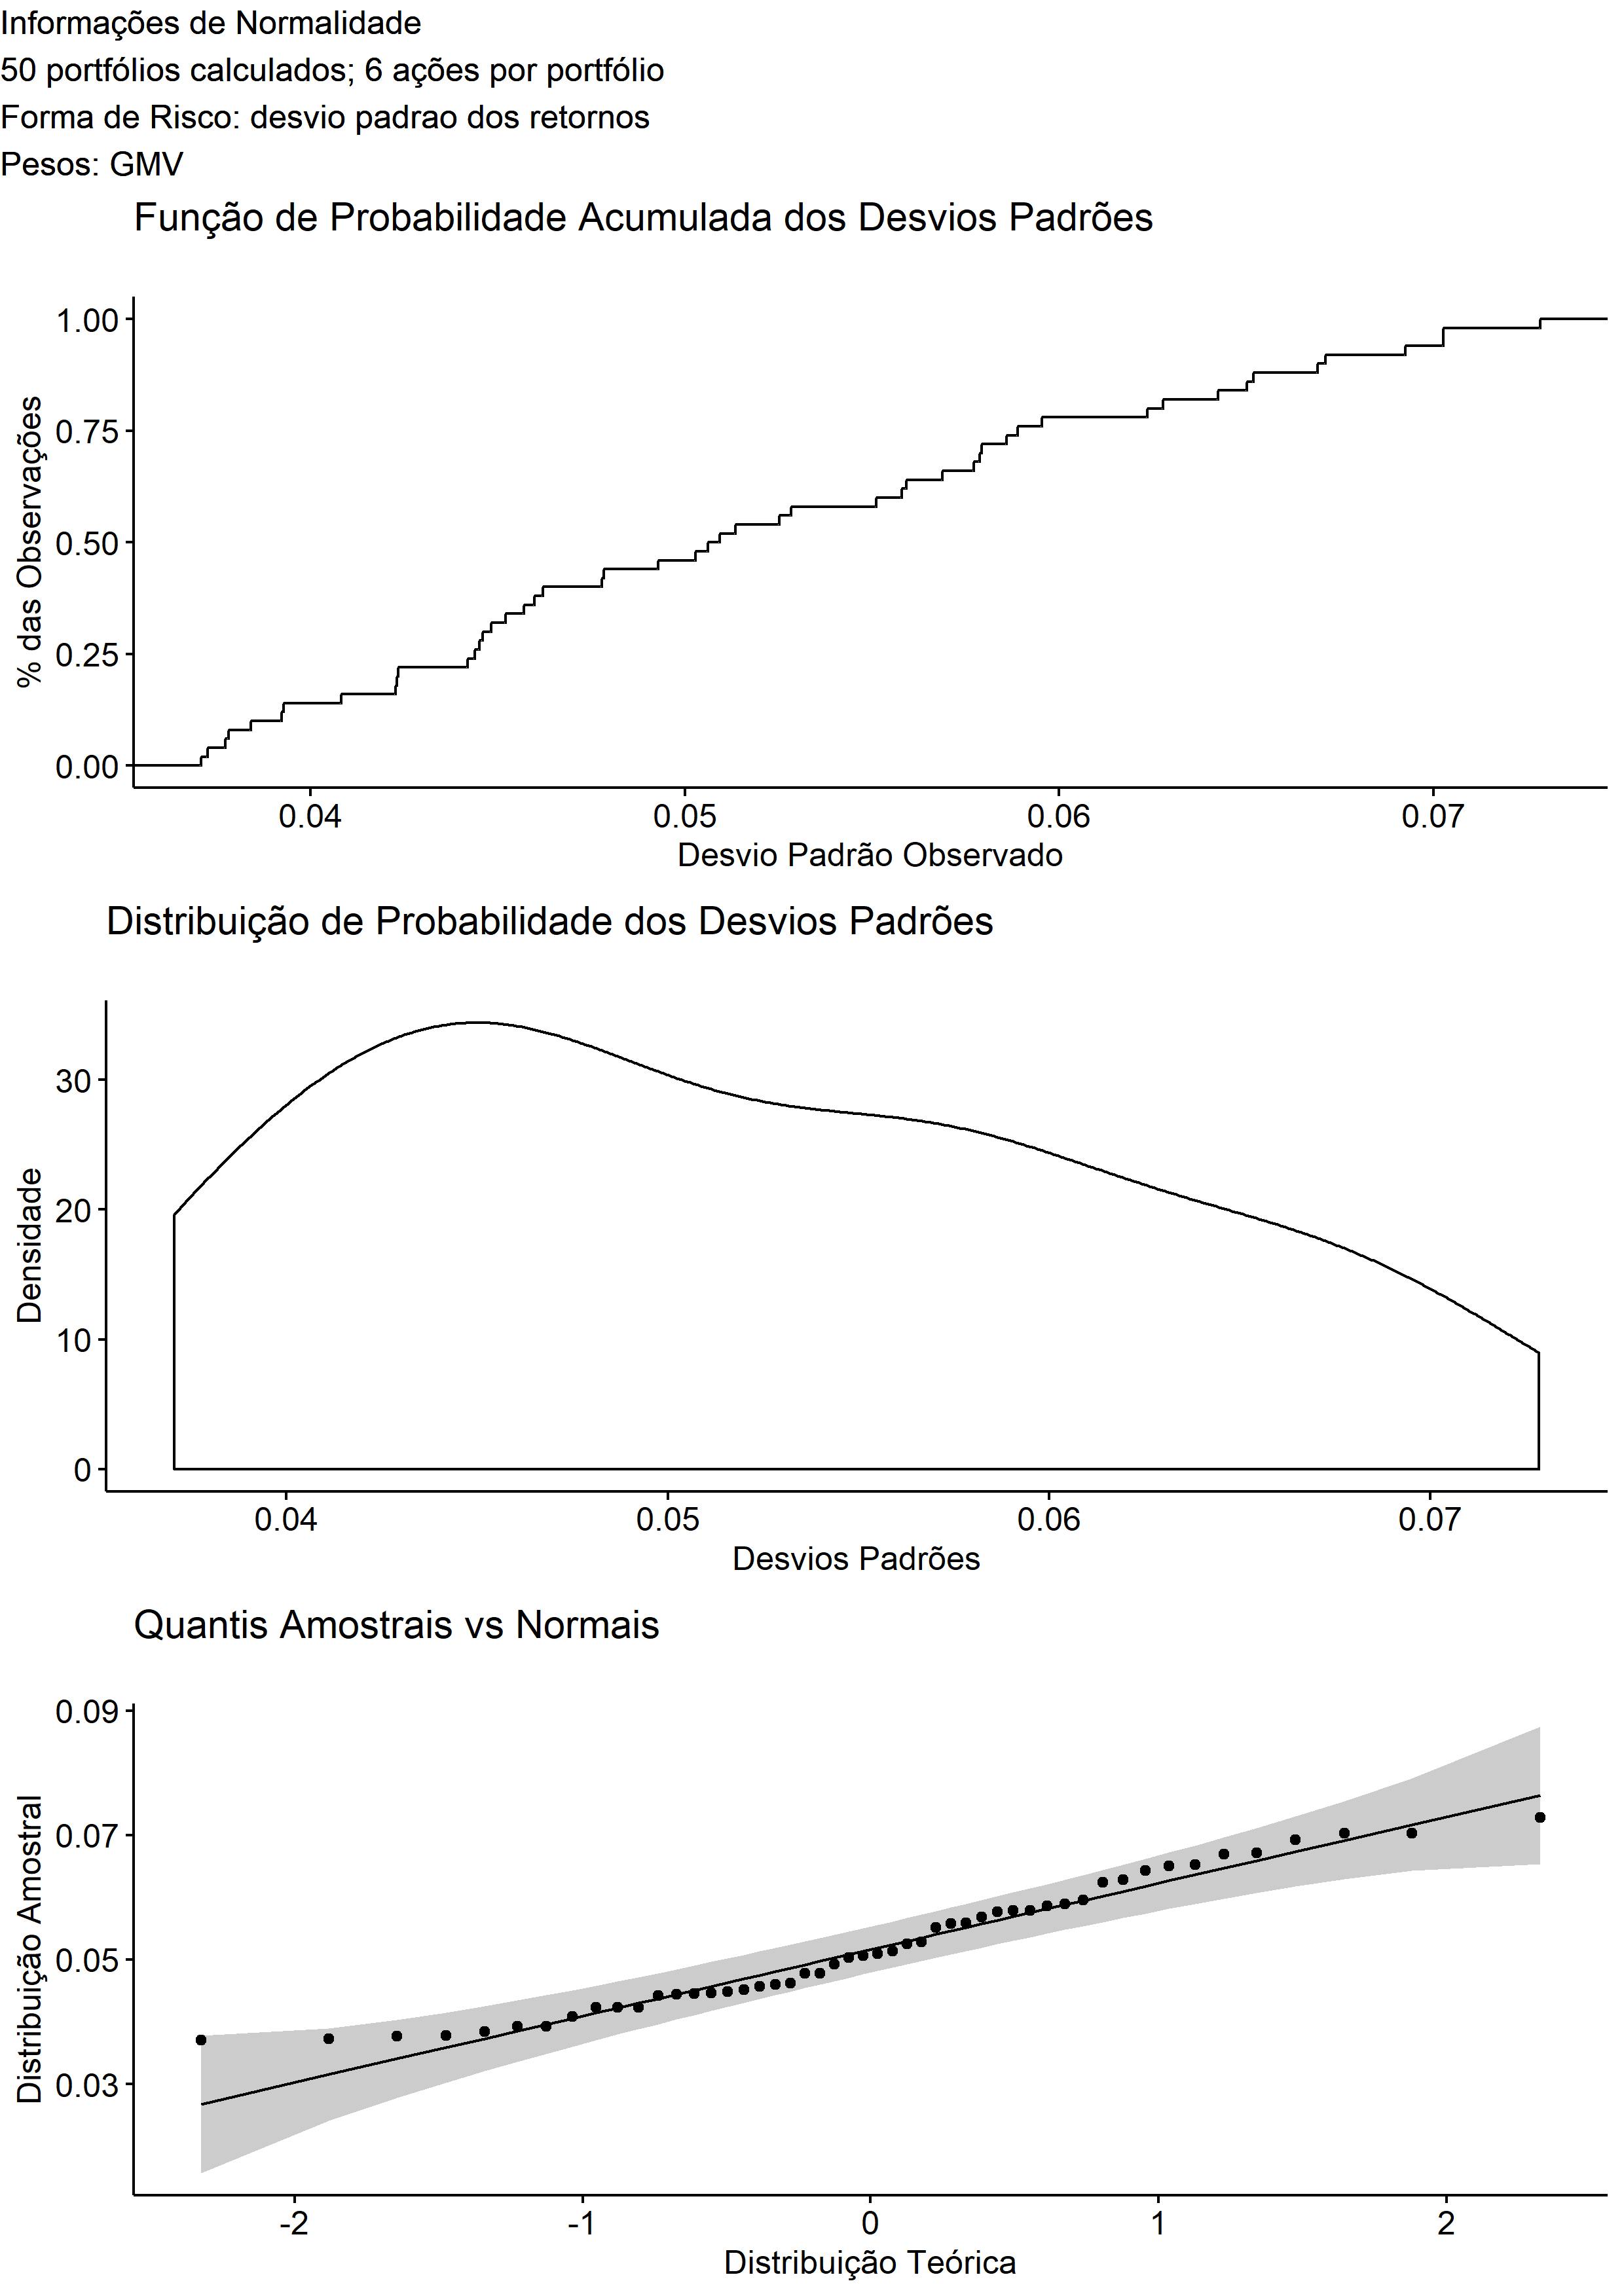 Informações de Normalidade
50 portfólios calculados; 6 ações por portfólio
Forma de Risco: desvio padrao dos retornos
Pesos: GMV
Função de Probabilidade Acumulada dos Desvios Padrões
1.00
0.75
0.50
0.25
0.00
% das Observações
0.04 0.05 0.06 0.07
Desvio Padrão Observado
Distribuição de Probabilidade dos Desvios Padrões
30
20
10
0
Densidade
0.04 0.05 0.06 0.07
Desvios Padrões
Quantis Amostrais vs Normais
0.09
0.07
0.05
0.03
Distribuição Amostral
-2 -1 0 1 2
Distribuição Teórica